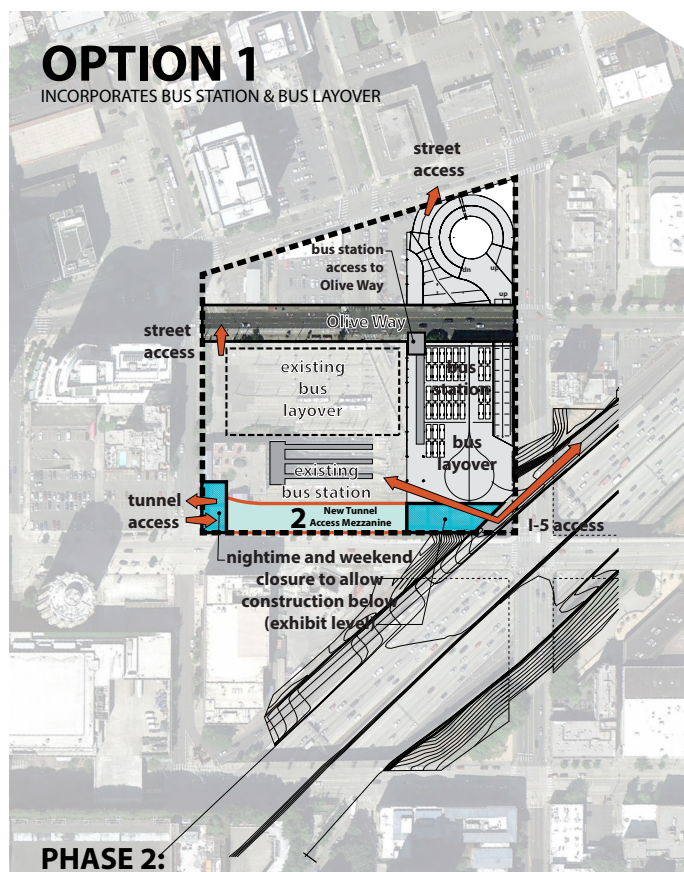 OPTION 1
INCORPORATES BUS STATION & BUS LAYOVER
street
access
bus station
access to
Olive Way
dn
up
up
Olive Way
street
access
existing
bus
layover
bus
station
bus
layover
existing
bus station
tunnel
access
2
New Tunnel
Access Mezzanine
I-5 access
nightime and weekend
closure to allow
construction below
(exhibit level)
PHASE 2: